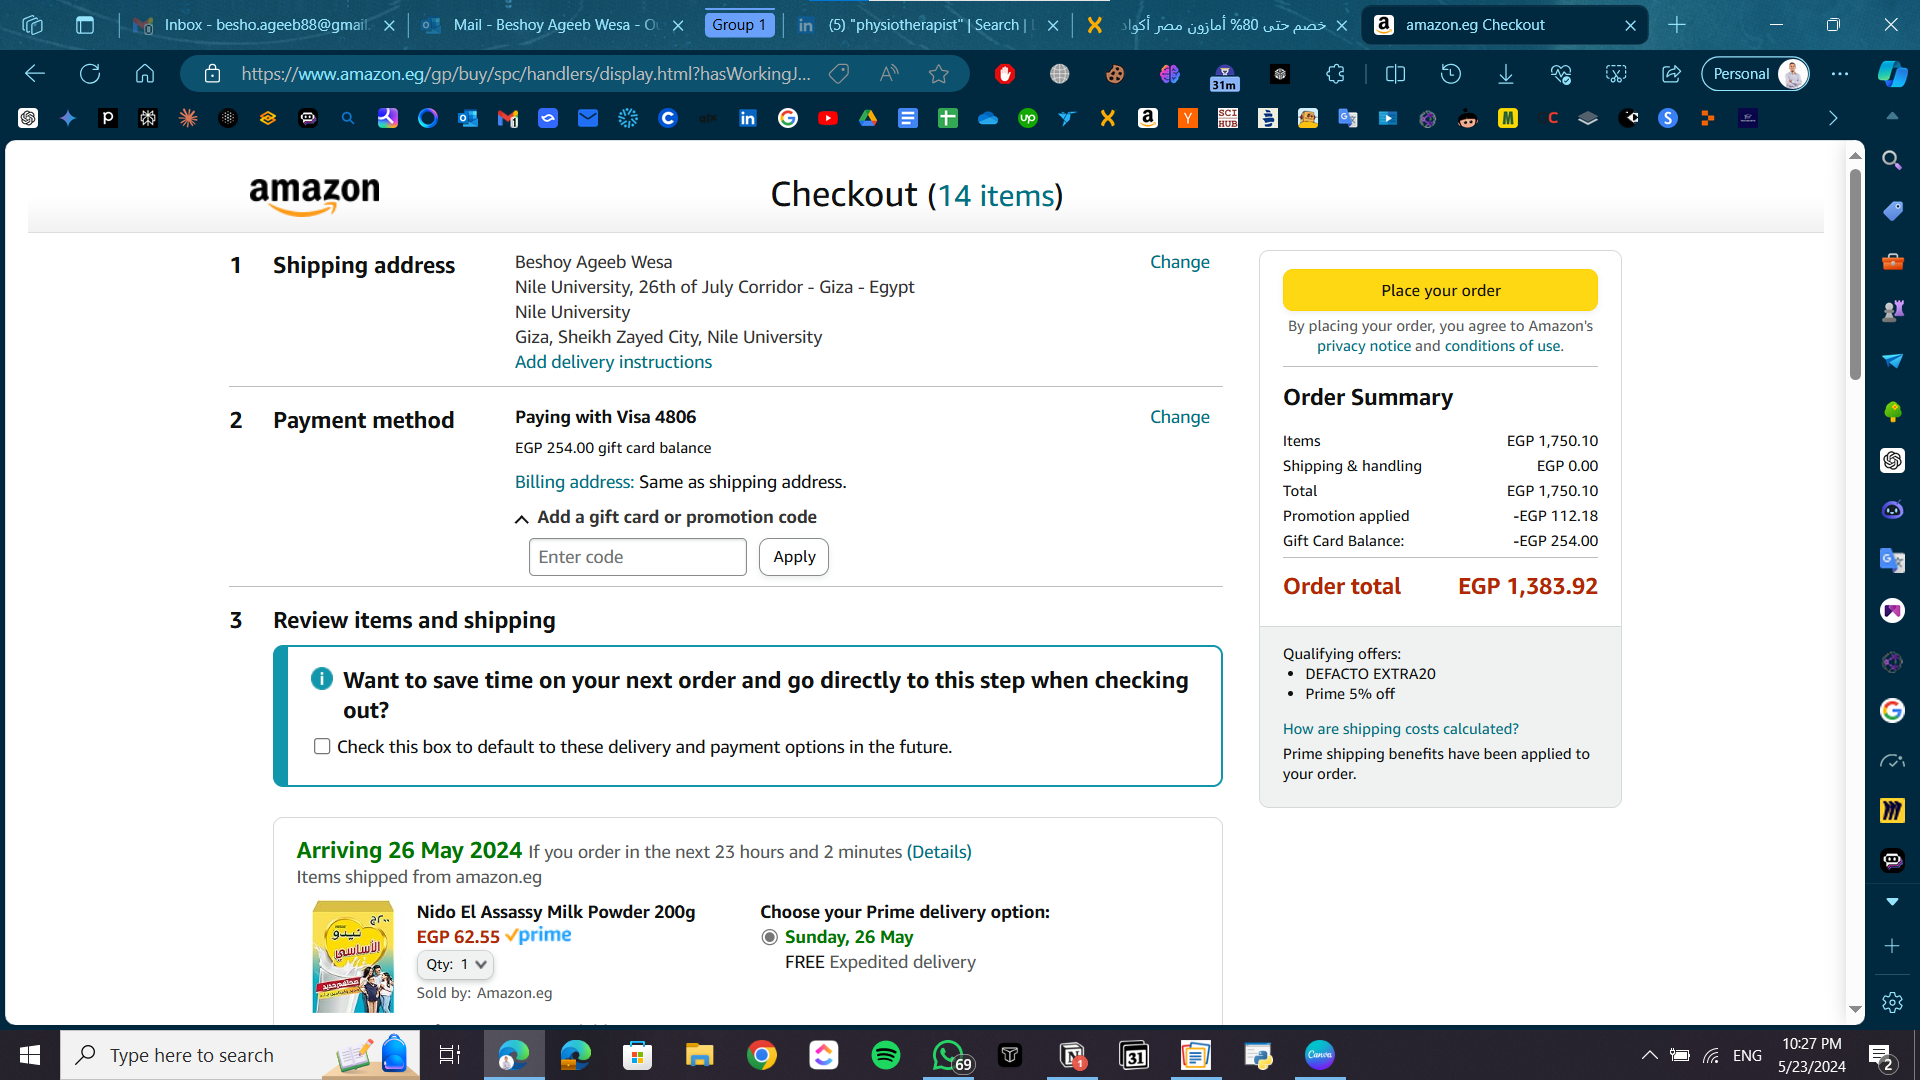 Inbox - besho.ageeb88@gmail.
Mail - Beshoy Ageeb Wesa - Ou
Group 1
(5) "physiotherapist" | Search |
خصم حتى 80% أمازون مصر أكواد
amazon.eg Checkout
https://www.amazon.eg/gp/buy/spc/handlers/display.html?hasWorkingJ...
31m
Personal
amazon
Checkout (14 items)
1 Shipping address
Beshoy Ageeb Wesa
Change
Nile University, 26th of July Corridor - Giza - Egypt
Nile University
Giza, Sheikh Zayed City, Nile University
Add delivery instructions
2 Payment method
Paying with Visa 4806
Change
EGP 254.00 gift card balance
Billing address: Same as shipping address.
Add a gift card or promotion code
Enter code
Apply
3 Review items and shipping
Want to save time on your next order and go directly to this step when checking
out?
Check this box to default to these delivery and payment options in the future.
Arriving 26 May 2024 If you order in the next 23 hours and 2 minutes (Details)
Items shipped from amazon.eg
Nido El Assassy Milk Powder 200g
EGP 62.55 prime
Qty: 1
Sold by: Amazon.eg
Choose your Prime delivery option:
Sunday, 26 May
FREE Expedited delivery
Place your order
By placing your order, you agree to Amazon's
privacy notice and conditions of use.
Order Summary
Items EGP 1,750.10
Shipping & handling EGP 0.00
Total EGP 1,750.10
Promotion applied -EGP 112.18
Gift Card Balance: -EGP 254.00
Order total EGP 1,383.92
Qualifying offers:
• DEFACTO EXTRA20
• Prime 5% off
How are shipping costs calculated?
Prime shipping benefits have been applied to
your order.
Type here to search
69
1
31
Canva
ENG
10:27 PM
5/23/2024
2